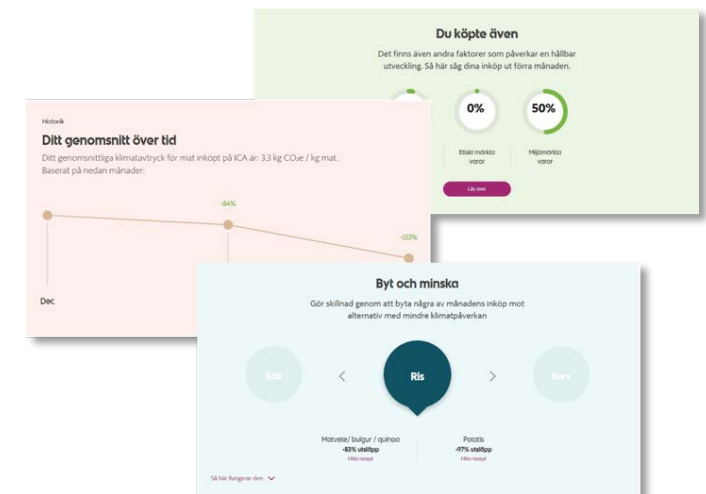 Du köpte även
Det finns även andra faktorer som påverkar en hållbar
utveckling. Så här såg dina inköp ut förra månaden.
0%
50%
Etiskt märkta
varor
Miljömärkta
varor
Läs mer
Historik
Ditt genomsnitt över tid
Ditt genomsnittliga klimatavtryck för mat inköpt på ICA är: 3.3 kg CO₂e / kg mat.
Baserat på nedan månader:
-84%
-153%
Dec
Byt och minska
Gör skillnad genom att byta några av månadens inköp mot
alternativ med mindre klimatpåverkan
Kött
<
Ris
>
Korv
Matvete/ bulgur / quinoa
-83% utsläpp
Hitta recept
Potatis
-97% utsläpp
Hitta recept
Så här fungerar den